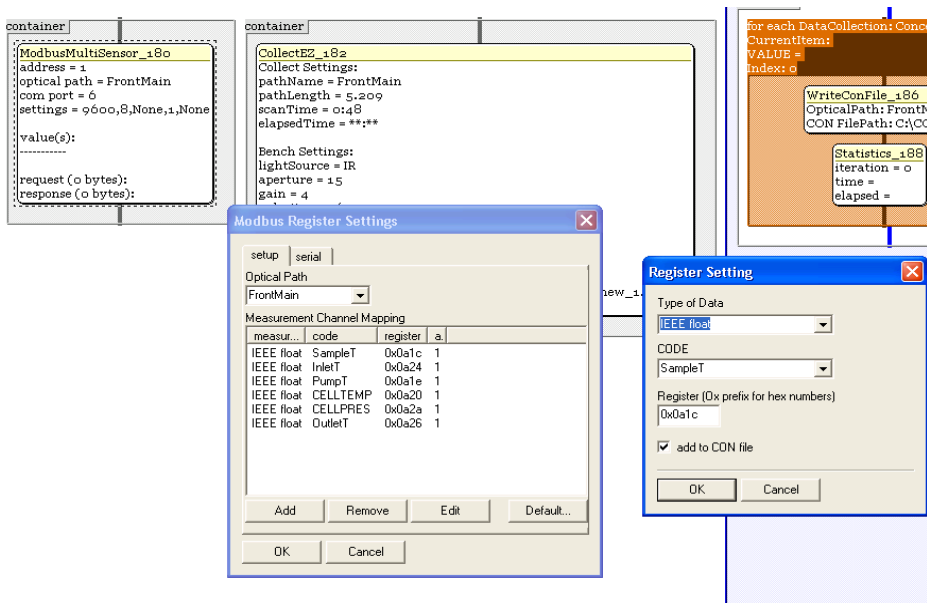 container
ModbusMultiSensor_180
address = 1
optical path = FrontMain
com port = 6
settings = 9600,8,None,1,None
value(s):
-----------
request (0 bytes):
response (0 bytes):
container
CollectEZ_182
Collect Settings:
pathName = FrontMain
pathLength = 5.209
scanTime = 0:48
elapsedTime = **:**
Bench Settings:
lightSource = IR
aperture = 15
gain = 4
new_1.
for each DataCollection: Conc
CurrentItem:
VALUE =
Index: 0
WriteConFile_186
OpticalPath: FrontM
CON FilePath: C:\CO
Statistics_188
iteration = 0
time =
elapsed =
Modbus Register Settings
setup serial
Optical Path
FrontMain
Measurement Channel Mapping
measur... code register a.
IEEE float SampleT 0x0a1c 1
IEEE float InletT 0x0a24 1
IEEE float PumpT 0x0a1e 1
IEEE float CELLTEMP 0x0a20 1
IEEE float CELLPRES 0x0a2a 1
IEEE float OutletT 0x0a26 1
Add Remove Edit Default...
OK Cancel
Register Setting
Type of Data
IEEE float
CODE
SampleT
Register (0x prefix for hex numbers)
0x0a1c
add to CON file
OK Cancel